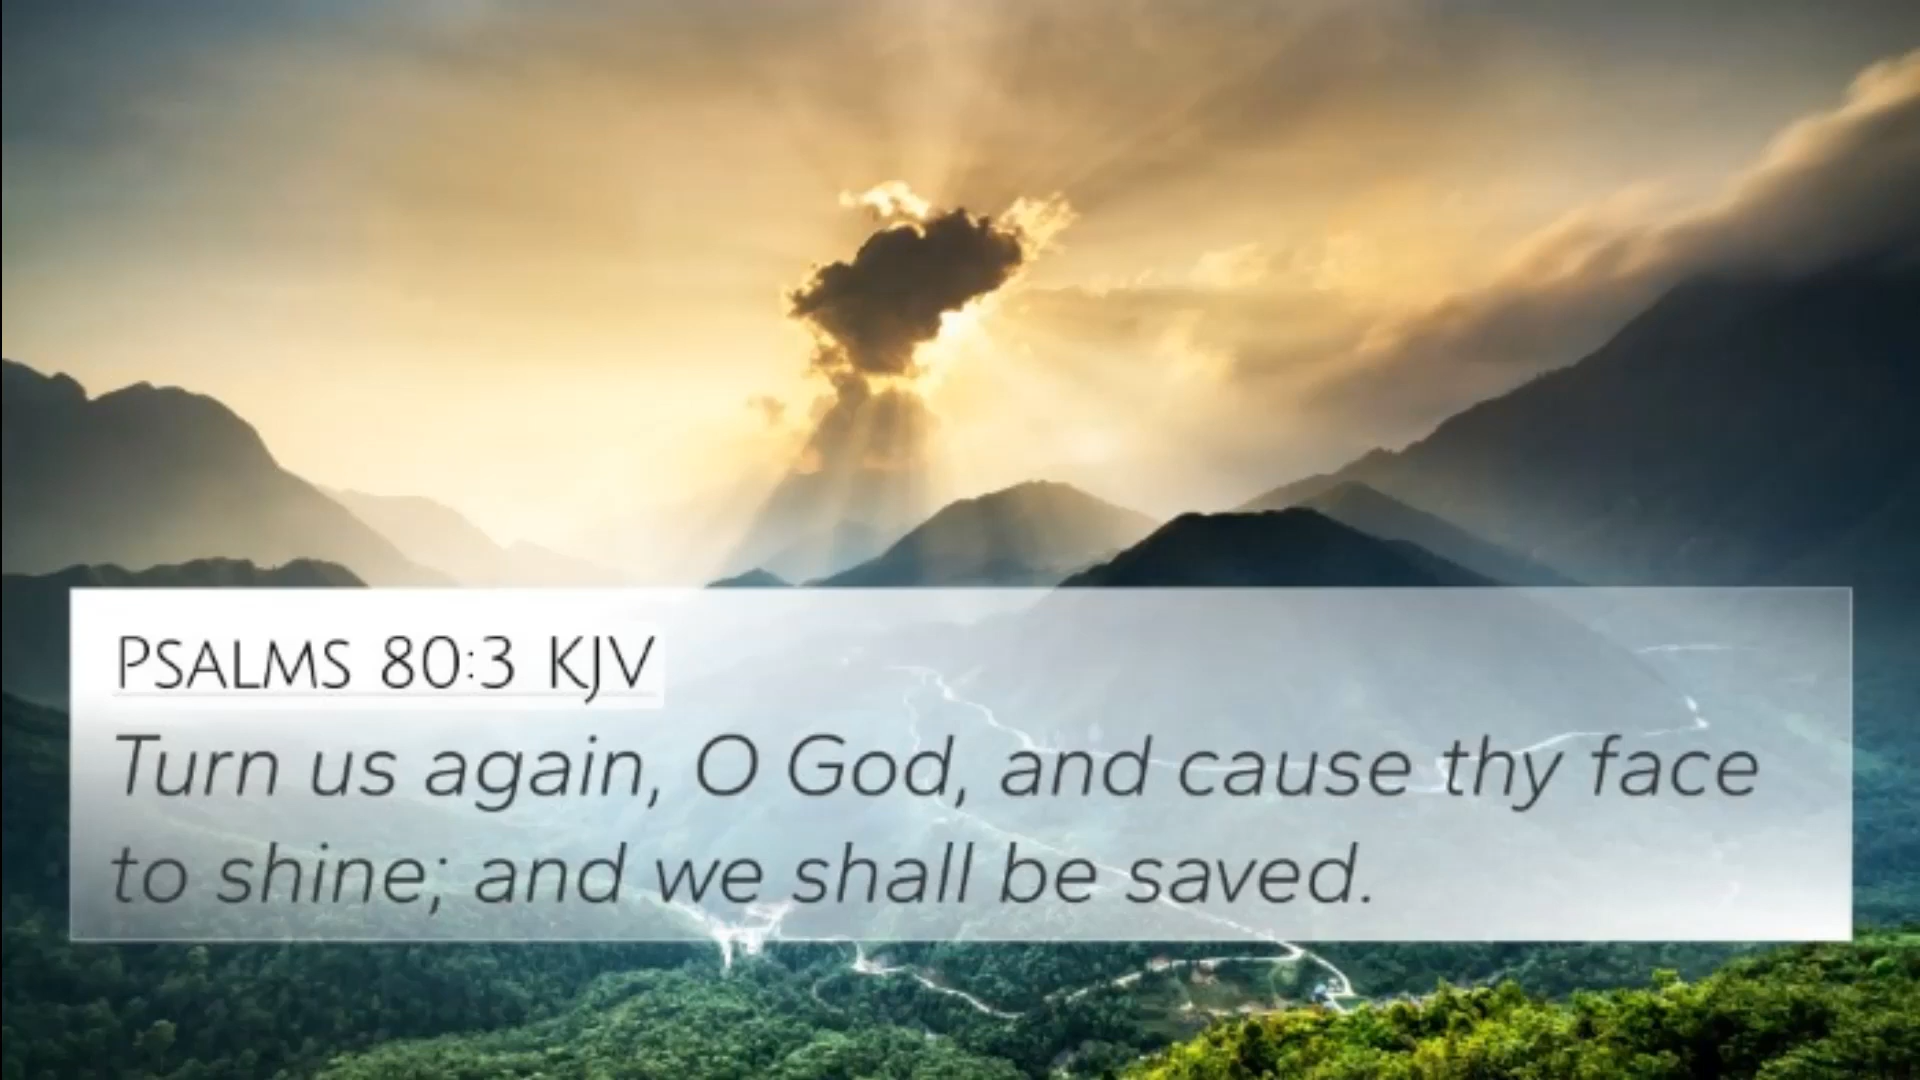 Psalms 80:3 KJV
Turn us again, O God, and cause thy face
to shine; and we shall be saved.